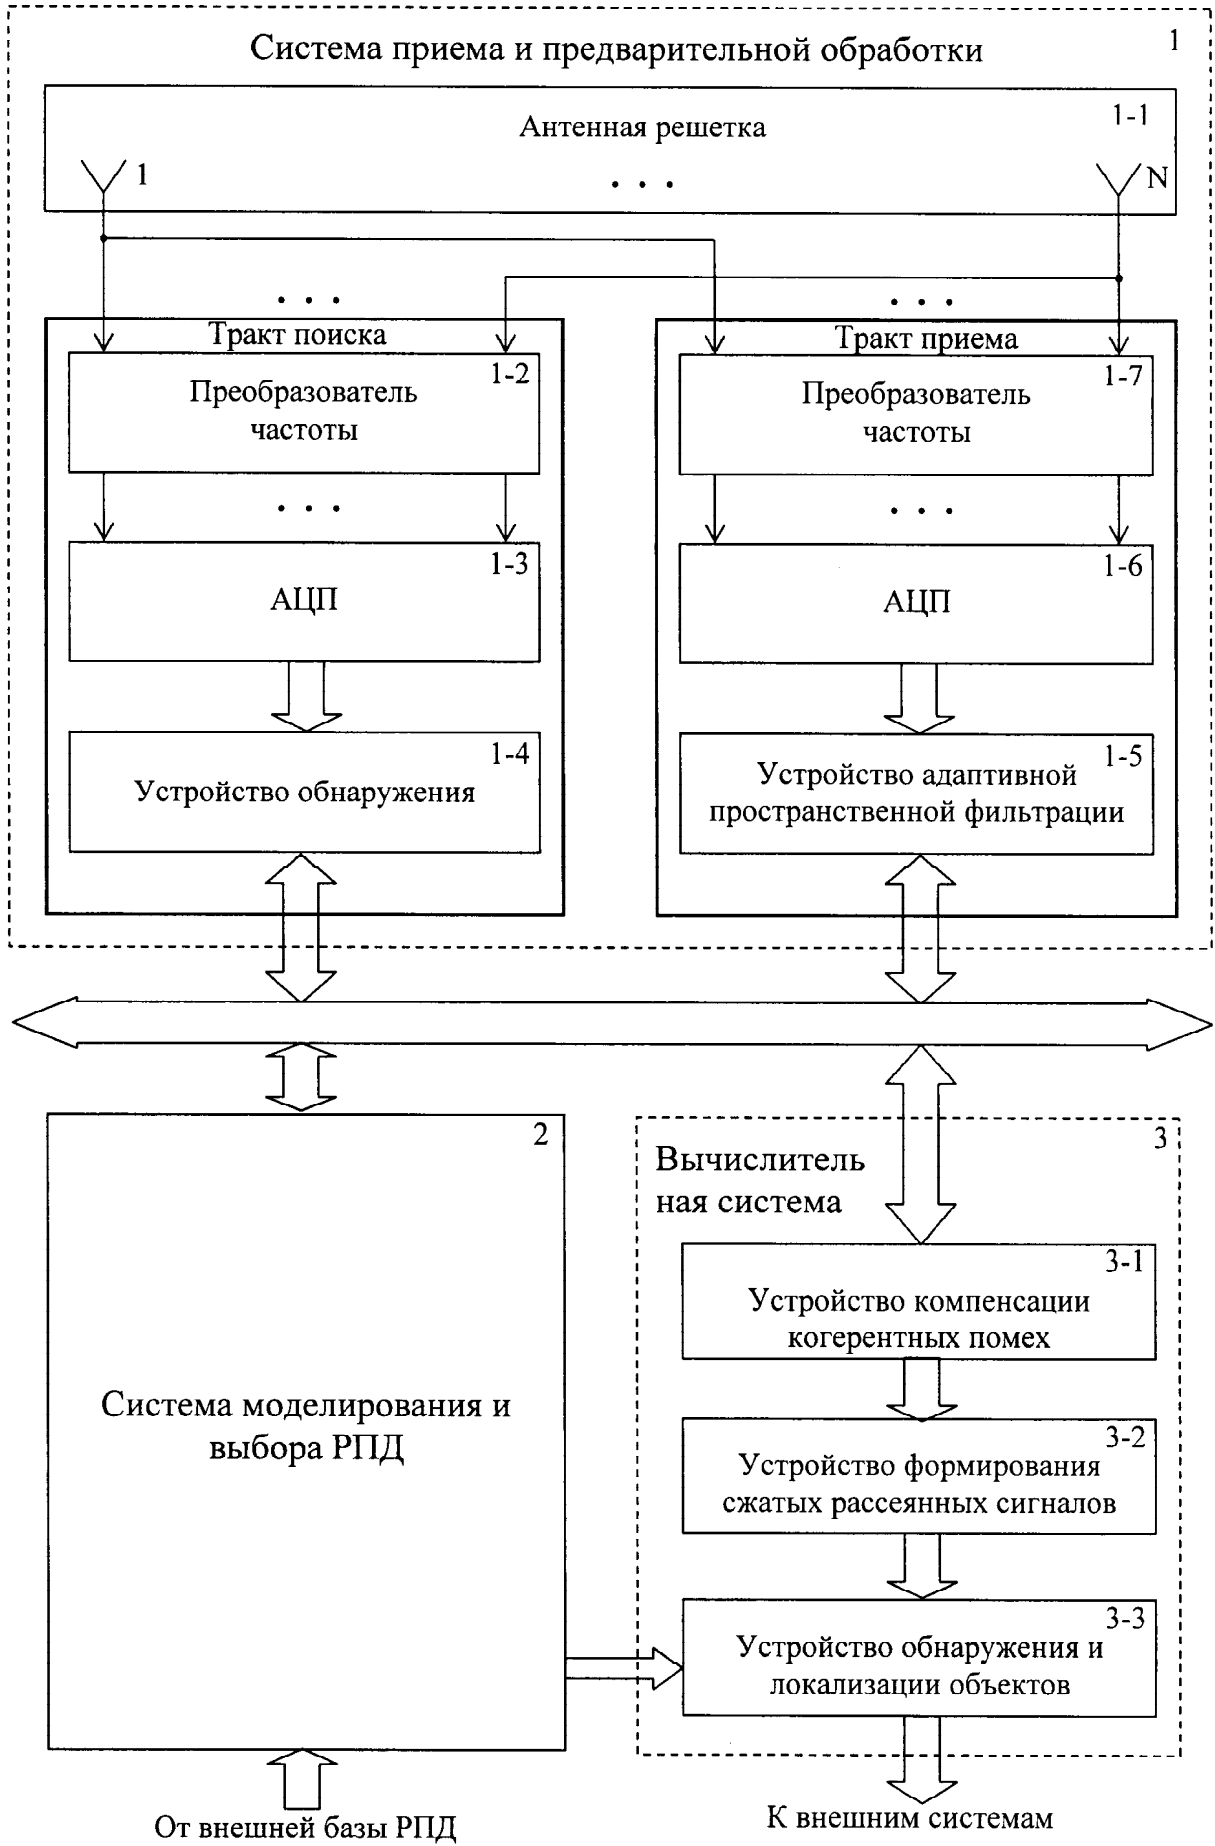 1
Система приема и предварительной обработки
1-1
Антенная решетка
1
. . .
N
. . .
. . .
Тракт поиска
Тракт приема
1-2
Преобразователь
частоты
1-7
Преобразователь
частоты
. . .
. . .
1-3
АЦП
1-6
АЦП
1-4
Устройство обнаружения
1-5
Устройство адаптивной
пространственной фильтрации
2
Система моделирования и
выбора РПД
3
Вычислитель
ная система
3-1
Устройство компенсации
когерентных помех
3-2
Устройство формирования
сжатых рассеянных сигналов
3-3
Устройство обнаружения и
локализации объектов
От внешней базы РПД
К внешним системам